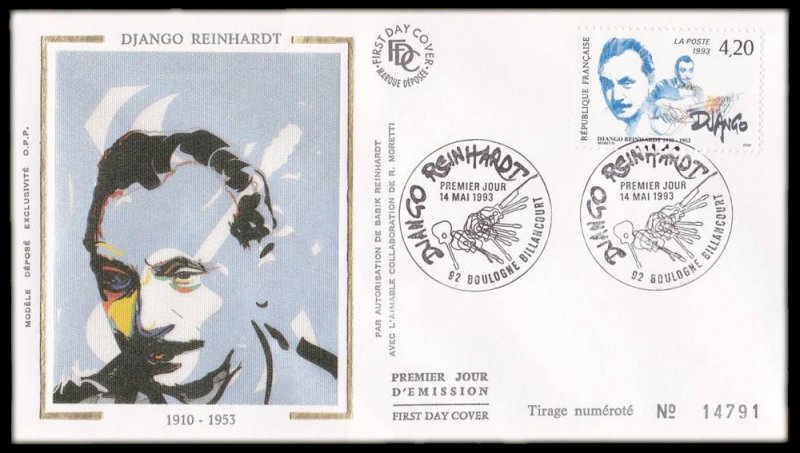 DJANGO REINHARDT
MODÈLE DÉPOSÉ EXCLUSIVITÉ O.P.P.
1910 - 1953
PAR AUTORISATION DE BABIK REINHARDT
AVEC L'AIMABLE COLLABORATION DE R. MORETTI
FIRST DAY COVER
FDC
MARQUE DÉPOSÉE
RÉPUBLIQUE FRANÇAISE
LA POSTE
1993
4,20
DJANGO
DJANGO REINHARDT 1910 - 1953
DJANGO REINHARDT
PREMIER JOUR
14 MAI 1993
92 BOULOGNE BILLANCOURT
DJANGO REINHARDT
PREMIER JOUR
14 MAI 1993
92 BOULOGNE BILLANCOURT
PREMIER JOUR
D'ÉMISSION
FIRST DAY COVER
Tirage numéroté Nº 14791